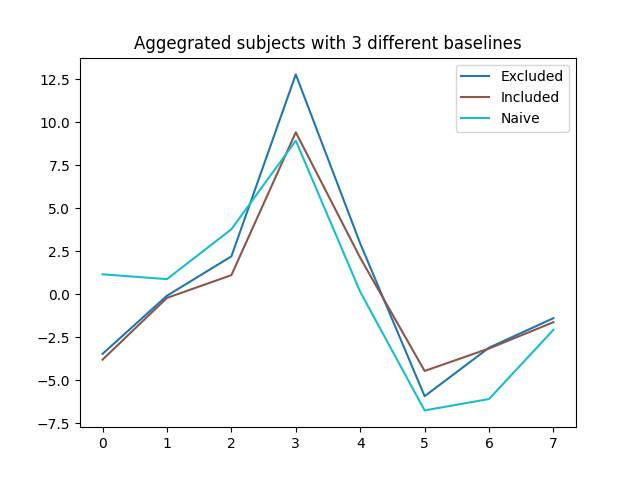 Aggegrated subjects with 3 different baselines
12.5
10.0
7.5
5.0
2.5
0.0
−2.5
−5.0
−7.5
0 1 2 3 4 5 6 7
Excluded
Included
Naive